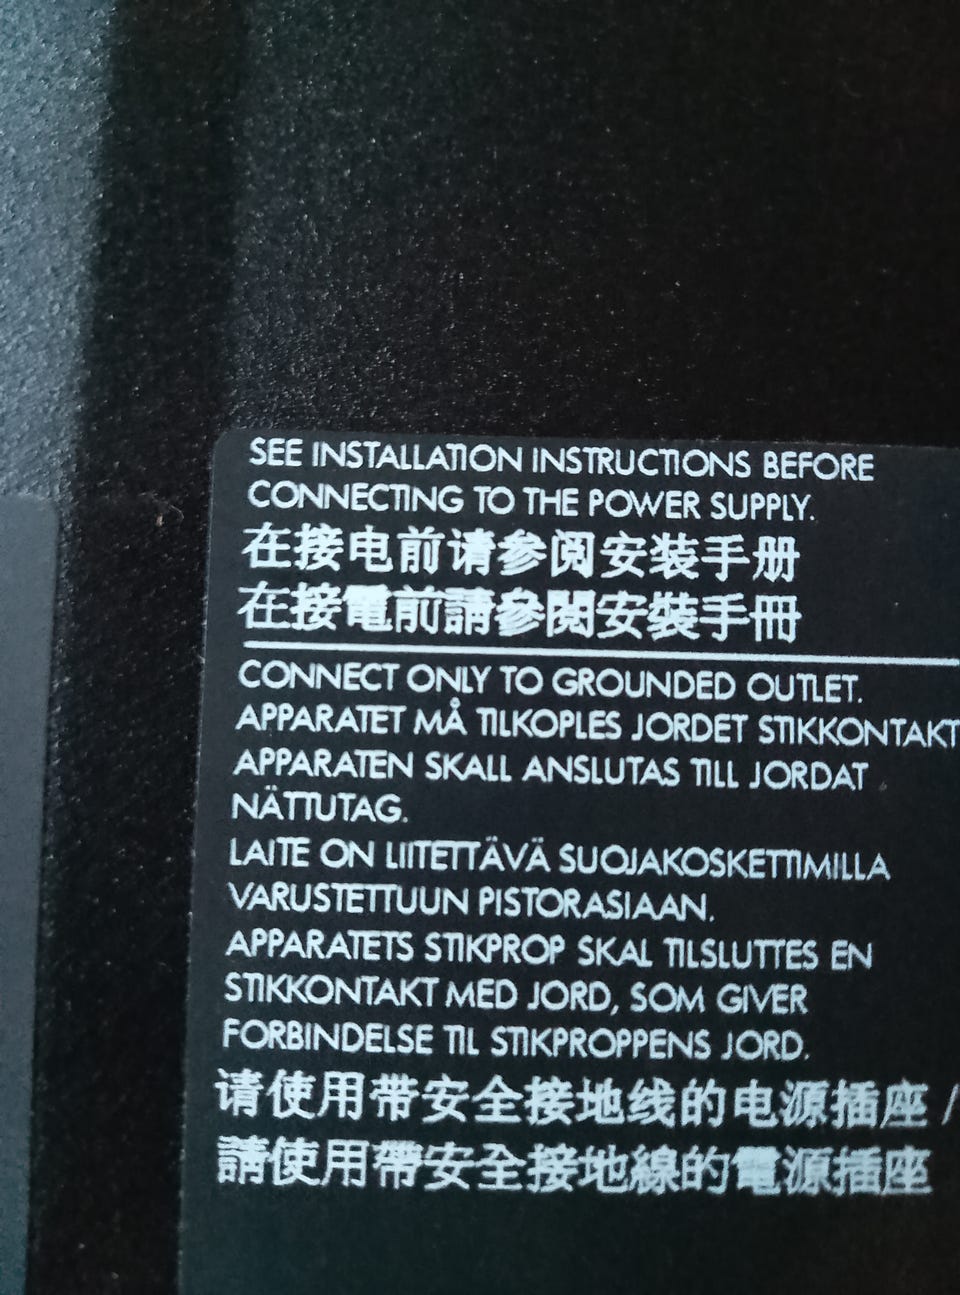 SEE INSTALLATION INSTRUCTIONS BEFORE
CONNECTING TO THE POWER SUPPLY.
在接电前请参阅安装手册
在接電前請參閱安裝手冊
CONNECT ONLY TO GROUNDED OUTLET.
APPARATET MÅ TILKOPLES JORDET STIKKONTAKT
APPARATEN SKALL ANSLUTAS TILL JORDAT
NÄTTUTAG.
LAITE ON LIITETTÄVÄ SUOJAKOSKETTIMILLA
VARUSTETTUUN PISTORASIAAN.
APPARATETS STIKPROP SKAL TILSLUTTES EN
STIKKONTAKT MED JORD, SOM GIVER
FORBINDELSE TIL STIKPROPPENS JORD.
请使用带安全接地线的电源插座 /
請使用帶安全接地線的電源插座